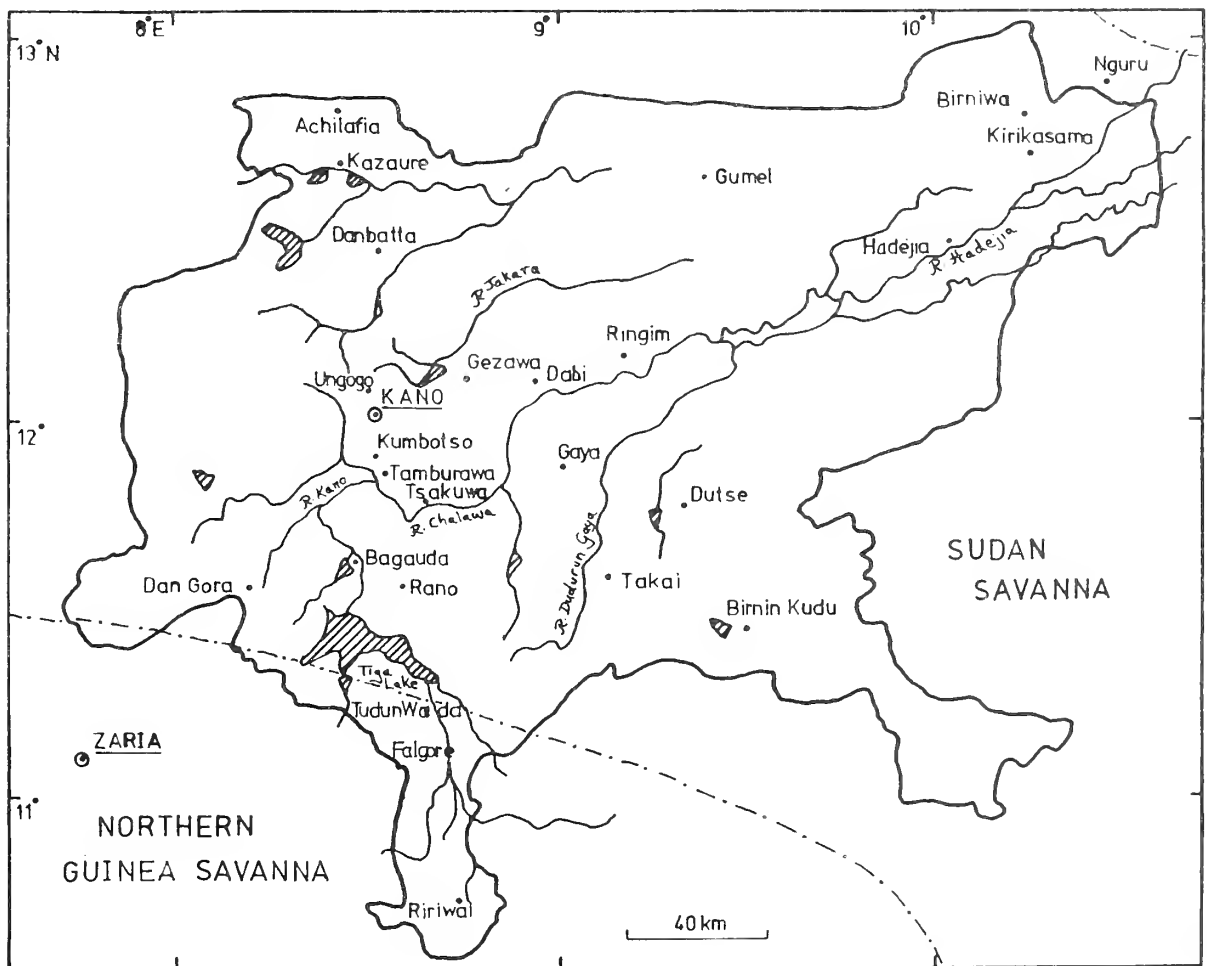 8°E
9°
10°
13°N
Nguru
Achilafia
Birniwa
Kirikasama
Kazaure
Gumel
Danbatta
Hadejia
R. Hadejia
R. Jakara
Ringim
Gezawa
Dabi
Ungogo
KANO
12°
Kumbotso
Gaya
Tamburawa
Tsakuwa
R. Kano
R. Chalawa
Dutse
R. Dudurun Gaya
SUDAN
SAVANNA
Bagauda
Dan Gora
Rano
Takai
Birnin Kudu
Tiga
Lake
Tudun Wada
Falgore
ZARIA
11°
NORTHERN
GUINEA SAVANNA
Ririwai
40 km